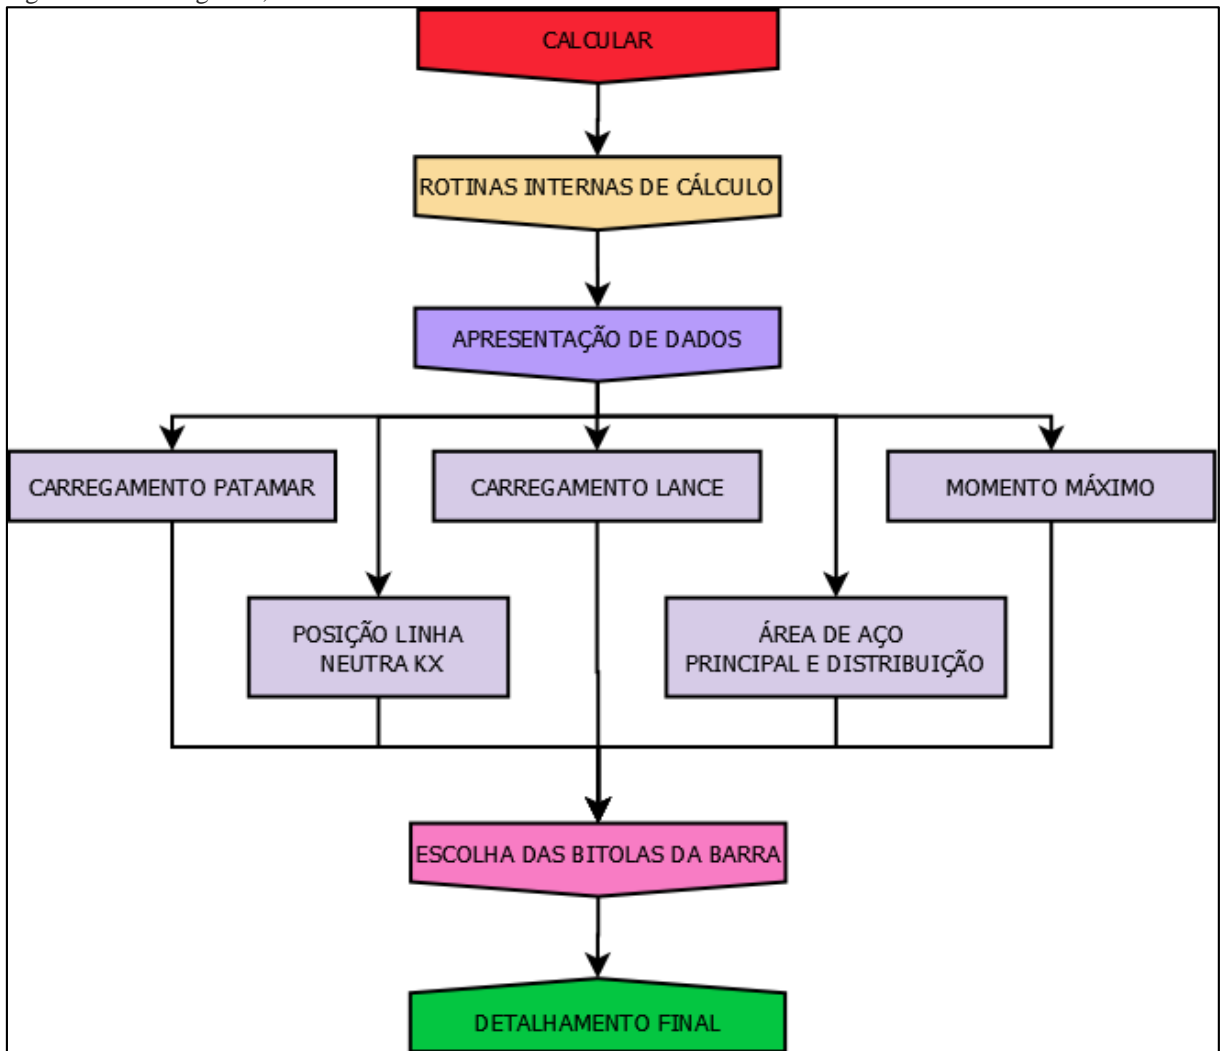 CALCULAR
ROTINAS INTERNAS DE CÁLCULO
APRESENTAÇÃO DE DADOS
CARREGAMENTO PATAMAR
CARREGAMENTO LANCE
MOMENTO MÁXIMO
POSIÇÃO LINHA
NEUTRA KX
ÁREA DE AÇO
PRINCIPAL E DISTRIBUIÇÃO
ESCOLHA DAS BITOLAS DA BARRA
DETALHAMENTO FINAL